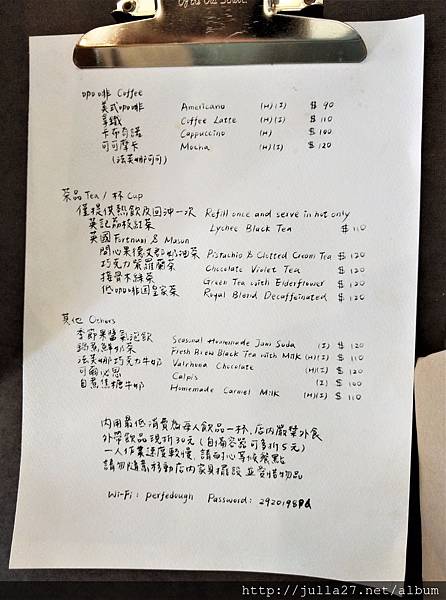 咖啡 Coffee
美式咖啡 Americano (H)(I) $ 90
拿鐵 Coffee Latte (H)(I) $ 110
卡布奇諾 Cappuccino (H) $ 100
可可摩卡 Mocha (H)(I) $ 120
(法芙娜可可)
茶品 Tea / 杯 Cup
僅提供熱飲及回沖一次 Refill once and serve in hot only
英記荔枝紅茶 Lychee Black Tea $ 110
英國 Fortnum & Mason
開心果德文郡奶油茶 Pistachio & Clotted Cream Tea $ 120
巧克力紫羅蘭茶 Chocolate Violet Tea $ 120
接骨木綠茶 Green Tea with Elderflower $ 120
低咖啡因皇家茶 Royal Blend Decaffeinated $ 120
其他 Others
季節果醬氣泡飲 Seasonal Homemade Jam Soda (I) $ 120
鍋煮鮮奶茶 Fresh Brew Black Tea with Milk (H)(I) $ 110
法芙娜巧克力牛奶 Valrhona Chocolate (H)(I) $ 120
可爾必思 Calpis (I) $ 100
自煮焦糖牛奶 Homemade Carmel Milk (H)(I) $ 110
內用最低消費為每人飲品一杯,店內嚴禁外食
外帶飲品現折30元 (自備容器可多折5元)
一人作業速度較慢,請耐心等候餐點
請勿隨意移動店內家具擺設並愛惜物品
Wi-Fi: perfedough Password: 2920198pd
http://julla27.net/album